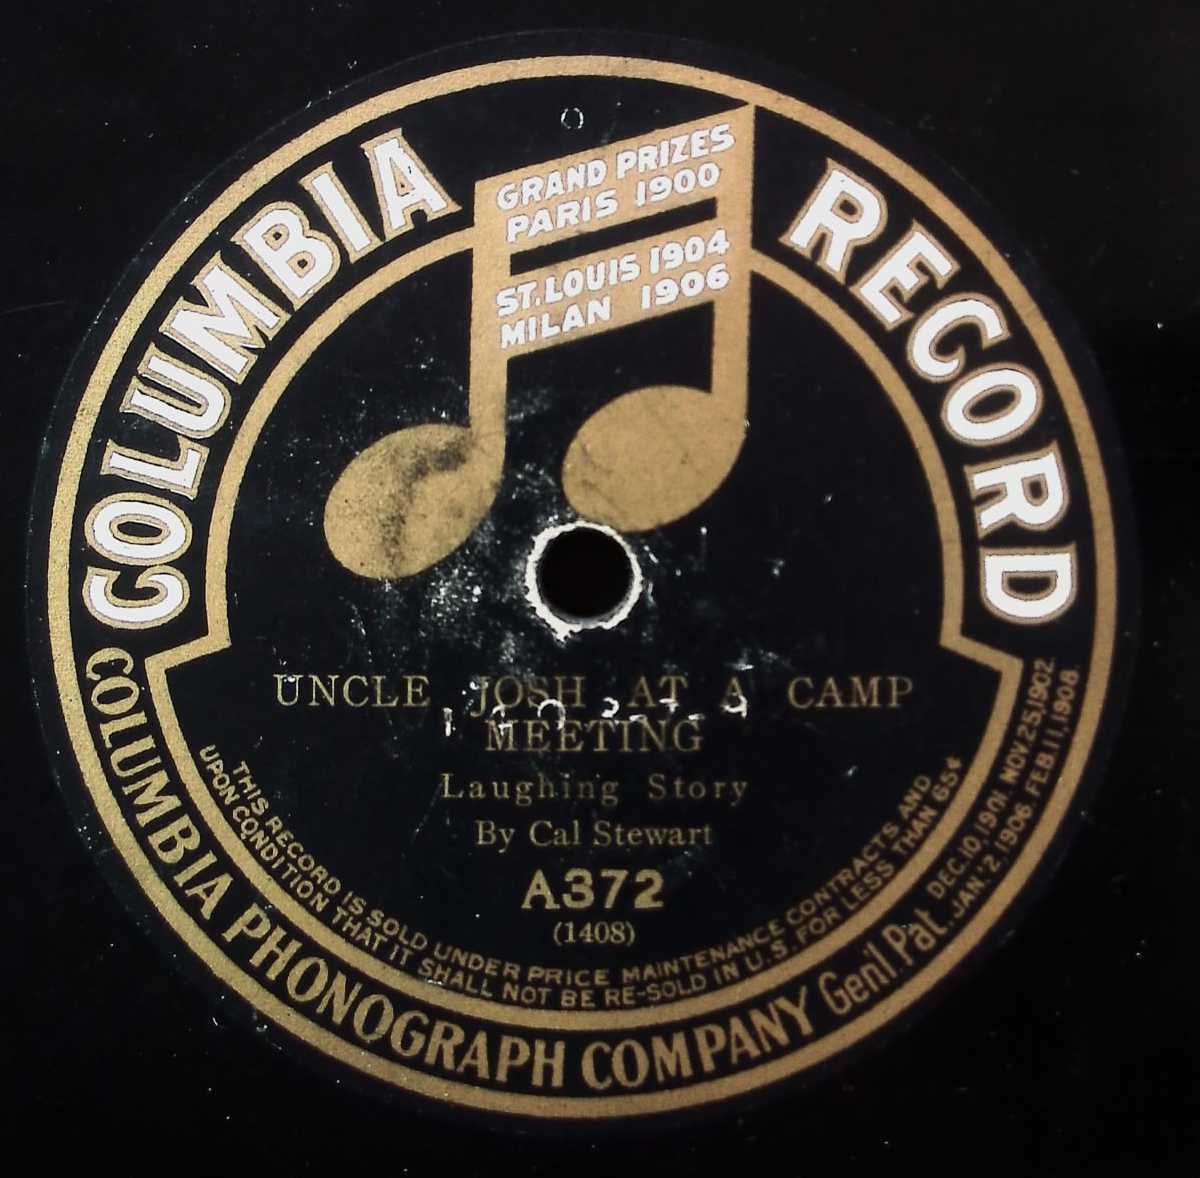 COLUMBIA RECORD
GRAND PRIZES
PARIS 1900
ST. LOUIS 1904
MILAN 1906
UNCLE JOSH AT A CAMP
MEETING
Laughing Story
By Cal Stewart
A372
(1408)
THIS RECORD IS SOLD UNDER PRICE MAINTENANCE CONTRACTS AND
UPON CONDITION THAT IT SHALL NOT BE RE-SOLD IN U.S. FOR LESS THAN 65¢
COLUMBIA PHONOGRAPH COMPANY Gen'l. Pat. DEC.10,1901. NOV.25,1902.
JAN.2,1906. FEB.11,1908.